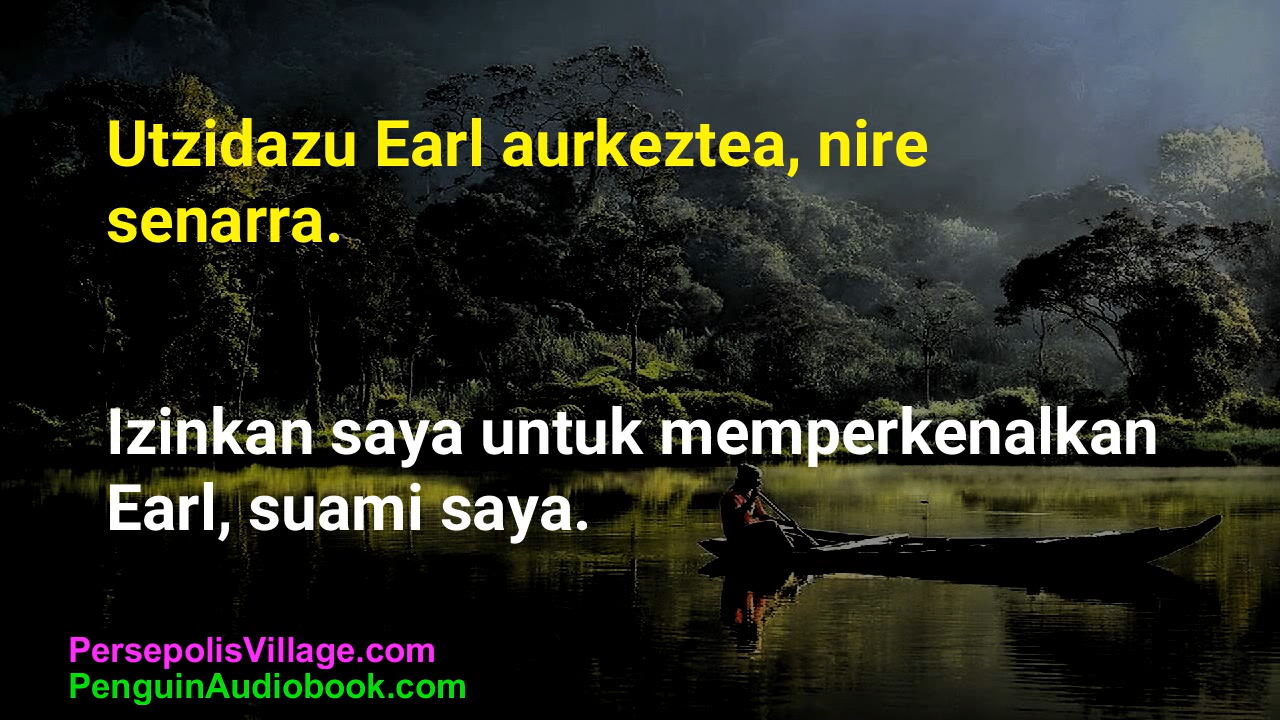 Utzidazu Earl aurkeztea, nire
senarra.
Izinkan saya untuk memperkenalkan
Earl, suami saya.
PersepolisVillage.com
PenguinAudiobook.com